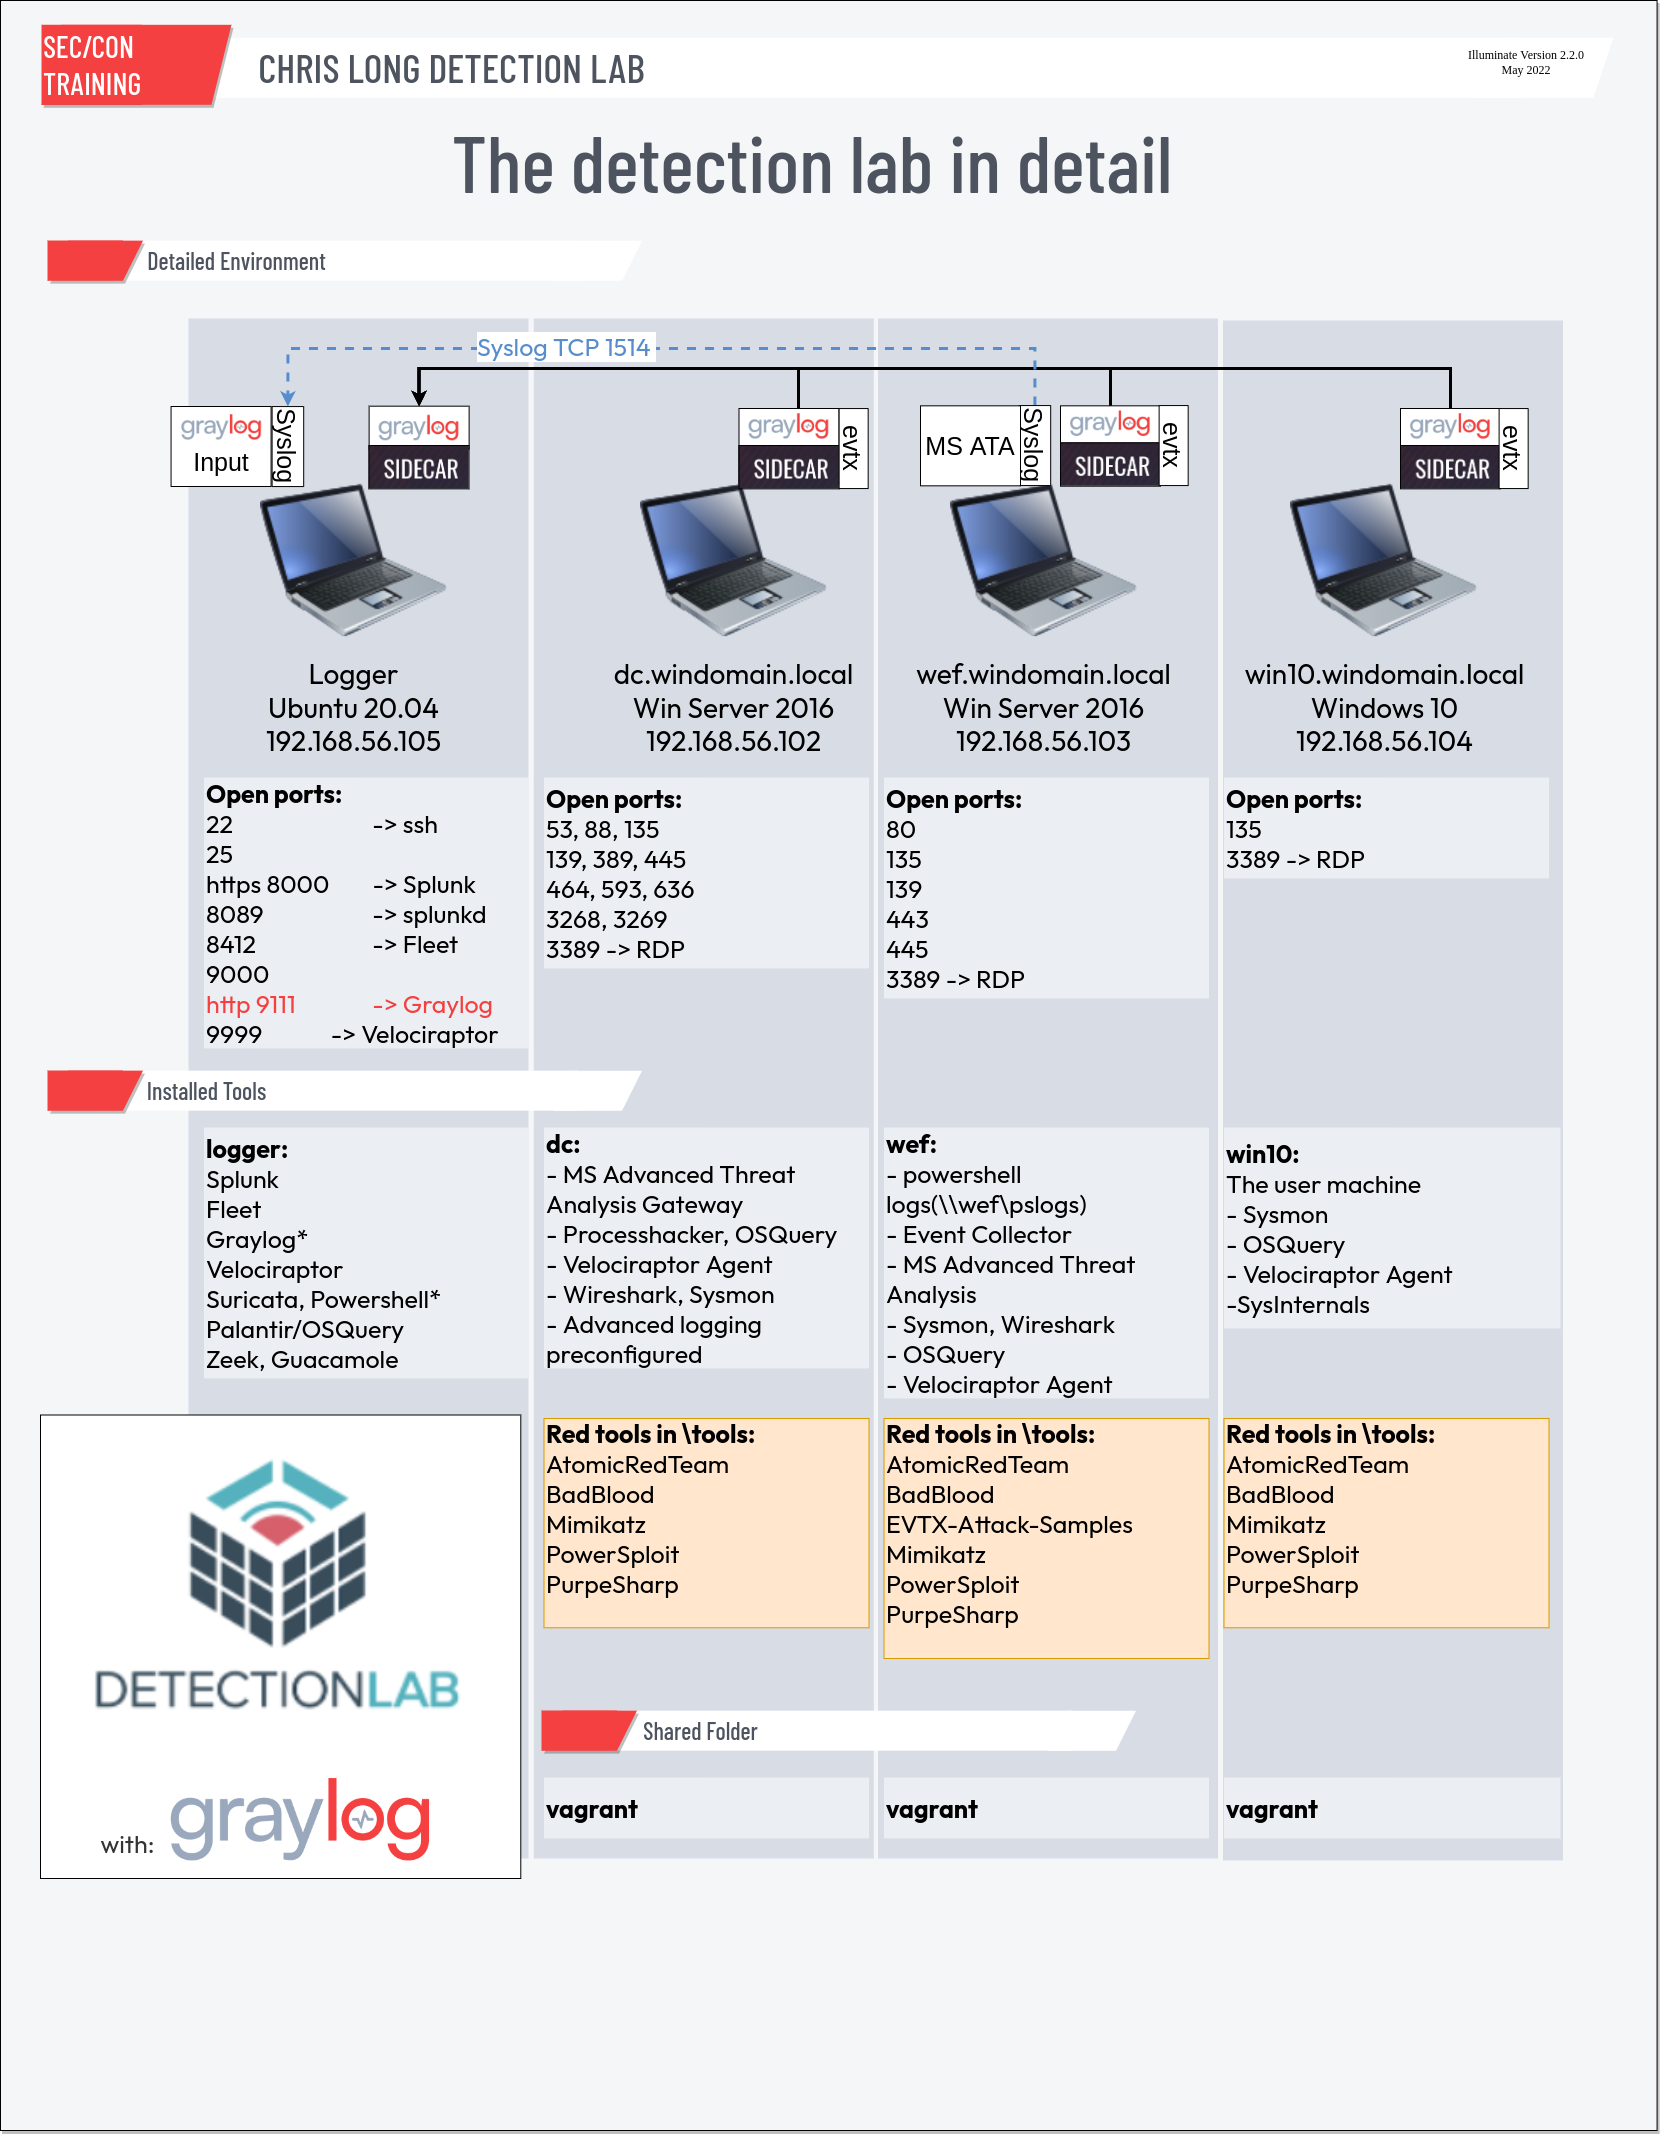 SEC/CON
TRAINING
CHRIS LONG DETECTION LAB
Illuminate Version 2.2.0
May 2022
The detection lab in detail
Detailed Environment
Syslog TCP 1514
graylog
Input
Syslog
graylog
SIDECAR
graylog
SIDECAR
evtx
MS ATA
Syslog
graylog
SIDECAR
evtx
graylog
SIDECAR
evtx
Logger
Ubuntu 20.04
192.168.56.105
dc.windomain.local
Win Server 2016
192.168.56.102
wef.windomain.local
Win Server 2016
192.168.56.103
win10.windomain.local
Windows 10
192.168.56.104
Open ports:
22 -> ssh
25
https 8000 -> Splunk
8089 -> splunkd
8412 -> Fleet
9000
http 9111 -> Graylog
9999 -> Velociraptor
Open ports:
53, 88, 135
139, 389, 445
464, 593, 636
3268, 3269
3389 -> RDP
Open ports:
80
135
139
443
445
3389 -> RDP
Open ports:
135
3389 -> RDP
Installed Tools
logger:
Splunk
Fleet
Graylog*
Velociraptor
Suricata, Powershell*
Palantir/OSQuery
Zeek, Guacamole
dc:
- MS Advanced Threat
Analysis Gateway
- Processhacker, OSQuery
- Velociraptor Agent
- Wireshark, Sysmon
- Advanced logging
preconfigured
wef:
- powershell
logs(\\wef\pslogs)
- Event Collector
- MS Advanced Threat
Analysis
- Sysmon, Wireshark
- OSQuery
- Velociraptor Agent
win10:
The user machine
- Sysmon
- OSQuery
- Velociraptor Agent
-SysInternals
Red tools in \tools:
AtomicRedTeam
BadBlood
Mimikatz
PowerSploit
PurpeSharp
Red tools in \tools:
AtomicRedTeam
BadBlood
EVTX-Attack-Samples
Mimikatz
PowerSploit
PurpeSharp
Red tools in \tools:
AtomicRedTeam
BadBlood
Mimikatz
PowerSploit
PurpeSharp
DETECTIONLAB
with: graylog
Shared Folder
vagrant
vagrant
vagrant